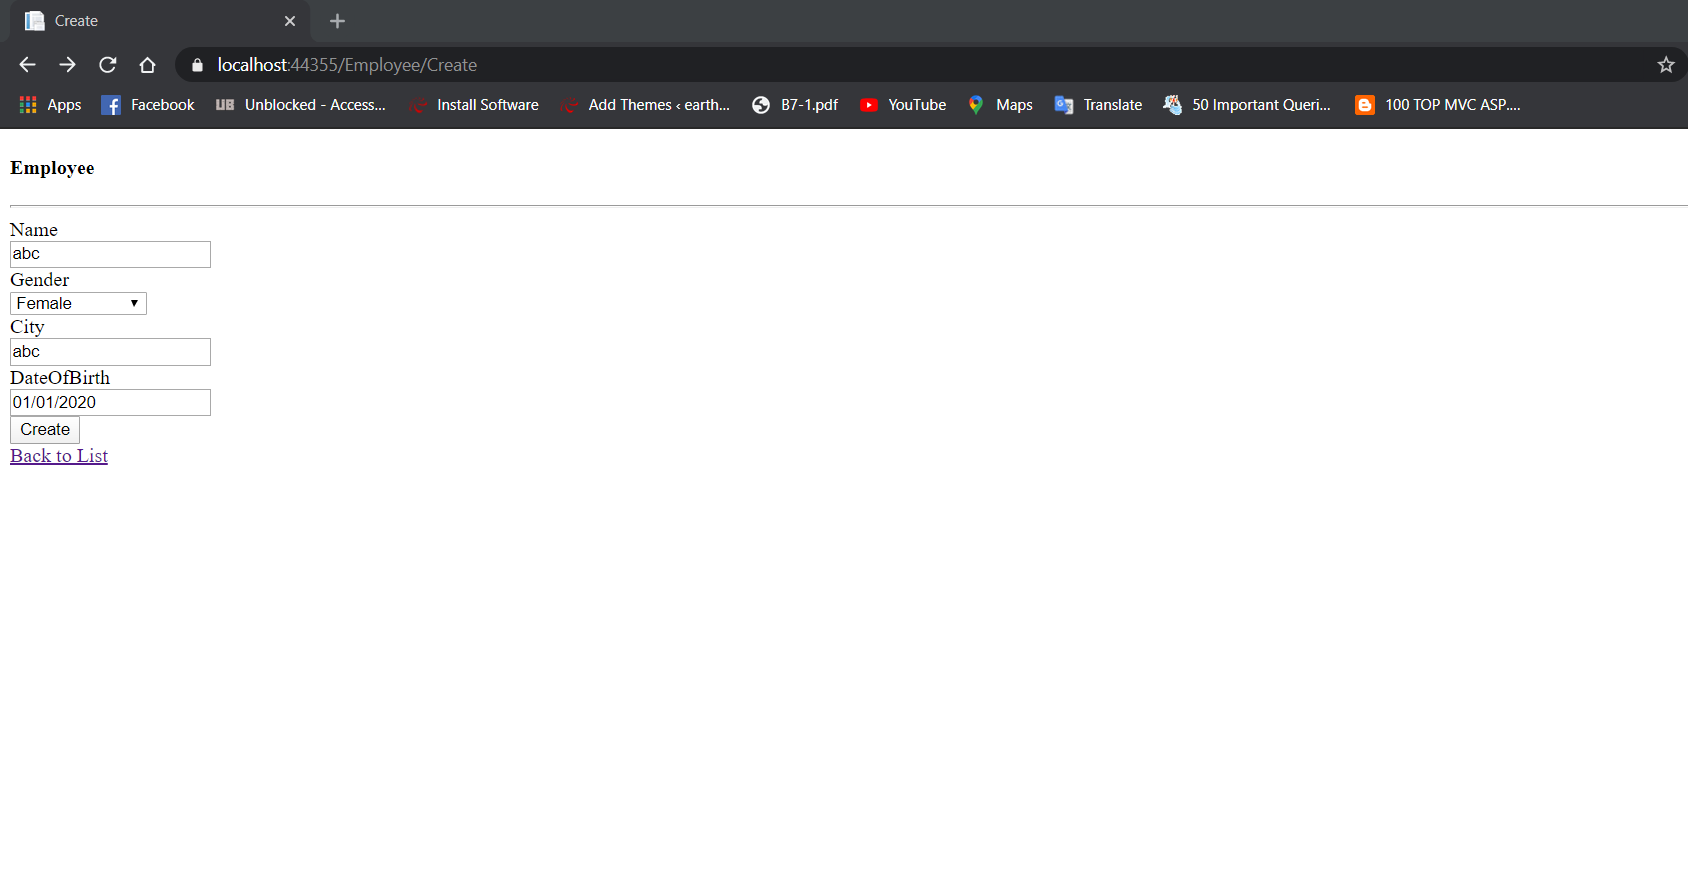 Create
localhost:44355/Employee/Create
Apps Facebook UB Unblocked - Access... Install Software Add Themes ‹ earth... B7-1.pdf YouTube Maps Translate 50 Important Queri... 100 TOP MVC ASP....
Employee
Name
abc
Gender
Female
City
abc
DateOfBirth
01/01/2020
Create
Back to List